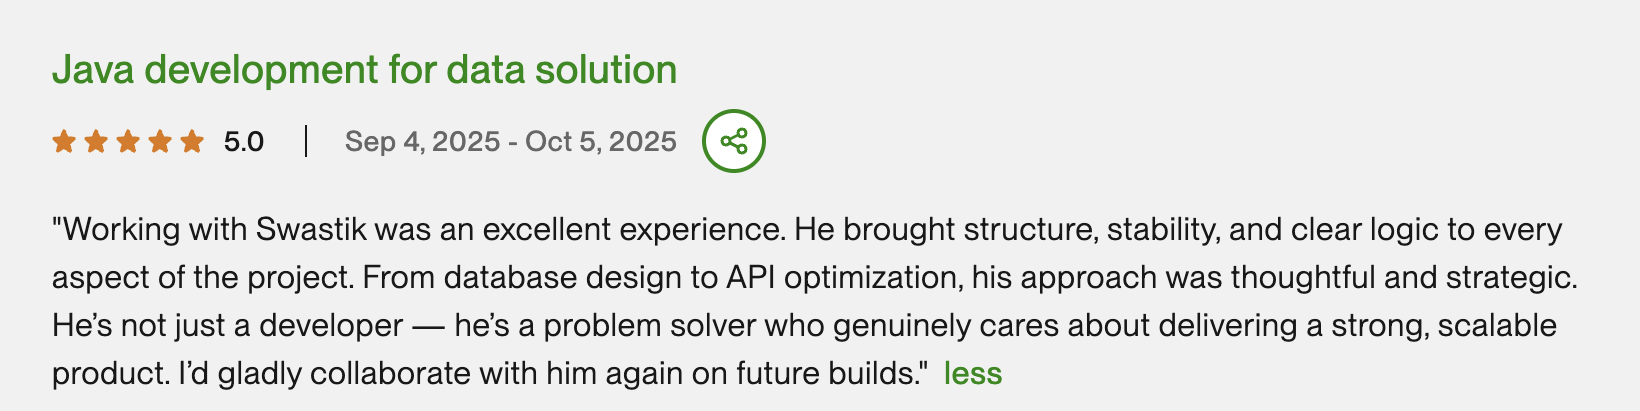 Java development for data solution
5.0 | Sep 4, 2025 - Oct 5, 2025
"Working with Swastik was an excellent experience. He brought structure, stability, and clear logic to every
aspect of the project. From database design to API optimization, his approach was thoughtful and strategic.
He’s not just a developer — he’s a problem solver who genuinely cares about delivering a strong, scalable
product. I’d gladly collaborate with him again on future builds." less